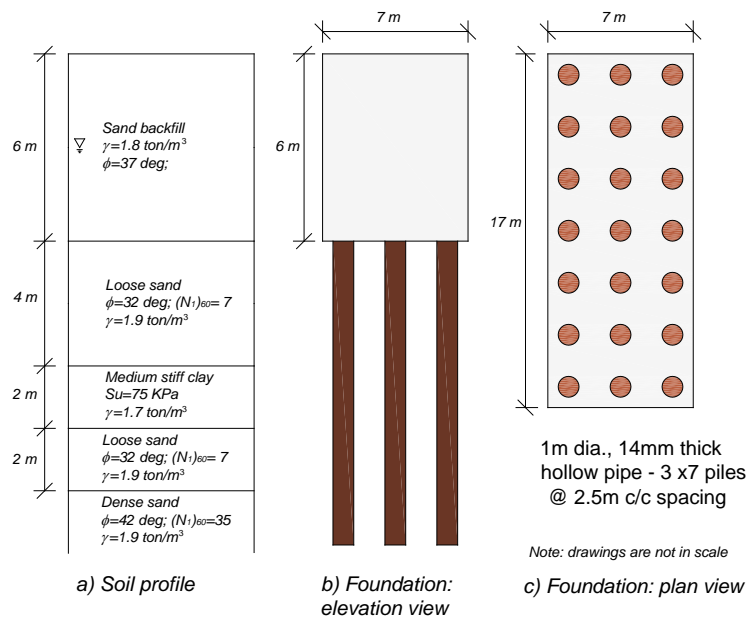 7 m
7 m
6 m
Sand backfill
γ=1.8 ton/m³
ϕ=37 deg;
6 m
17 m
4 m
Loose sand
ϕ=32 deg; (N₁)₆₀= 7
γ=1.9 ton/m³
2 m
Medium stiff clay
Su=75 KPa
γ=1.7 ton/m³
2 m
Loose sand
ϕ=32 deg; (N₁)₆₀= 7
γ=1.9 ton/m³
Dense sand
ϕ=42 deg; (N₁)₆₀=35
γ=1.9 ton/m³
1m dia., 14mm thick
hollow pipe - 3 x7 piles
@ 2.5m c/c spacing
Note: drawings are not in scale
a) Soil profile
b) Foundation:
elevation view
c) Foundation: plan view